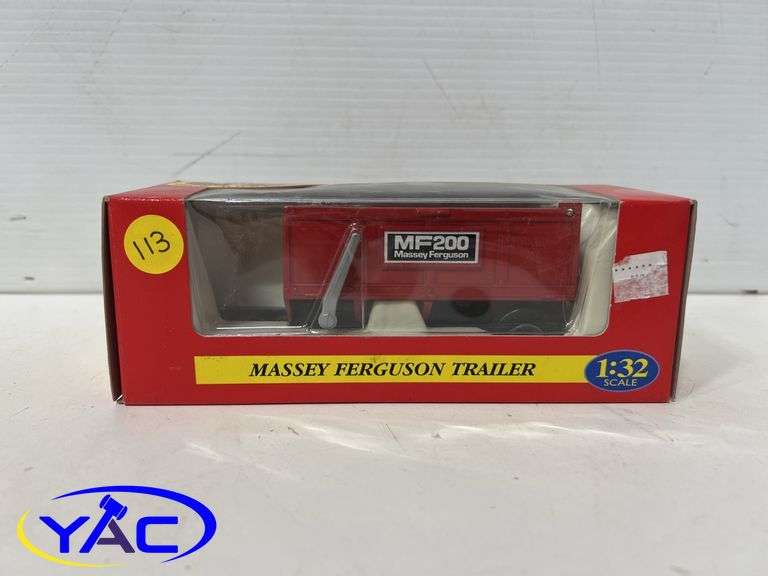 113
MF200
Massey Ferguson
MASSEY FERGUSON TRAILER
1:32
SCALE
YAC